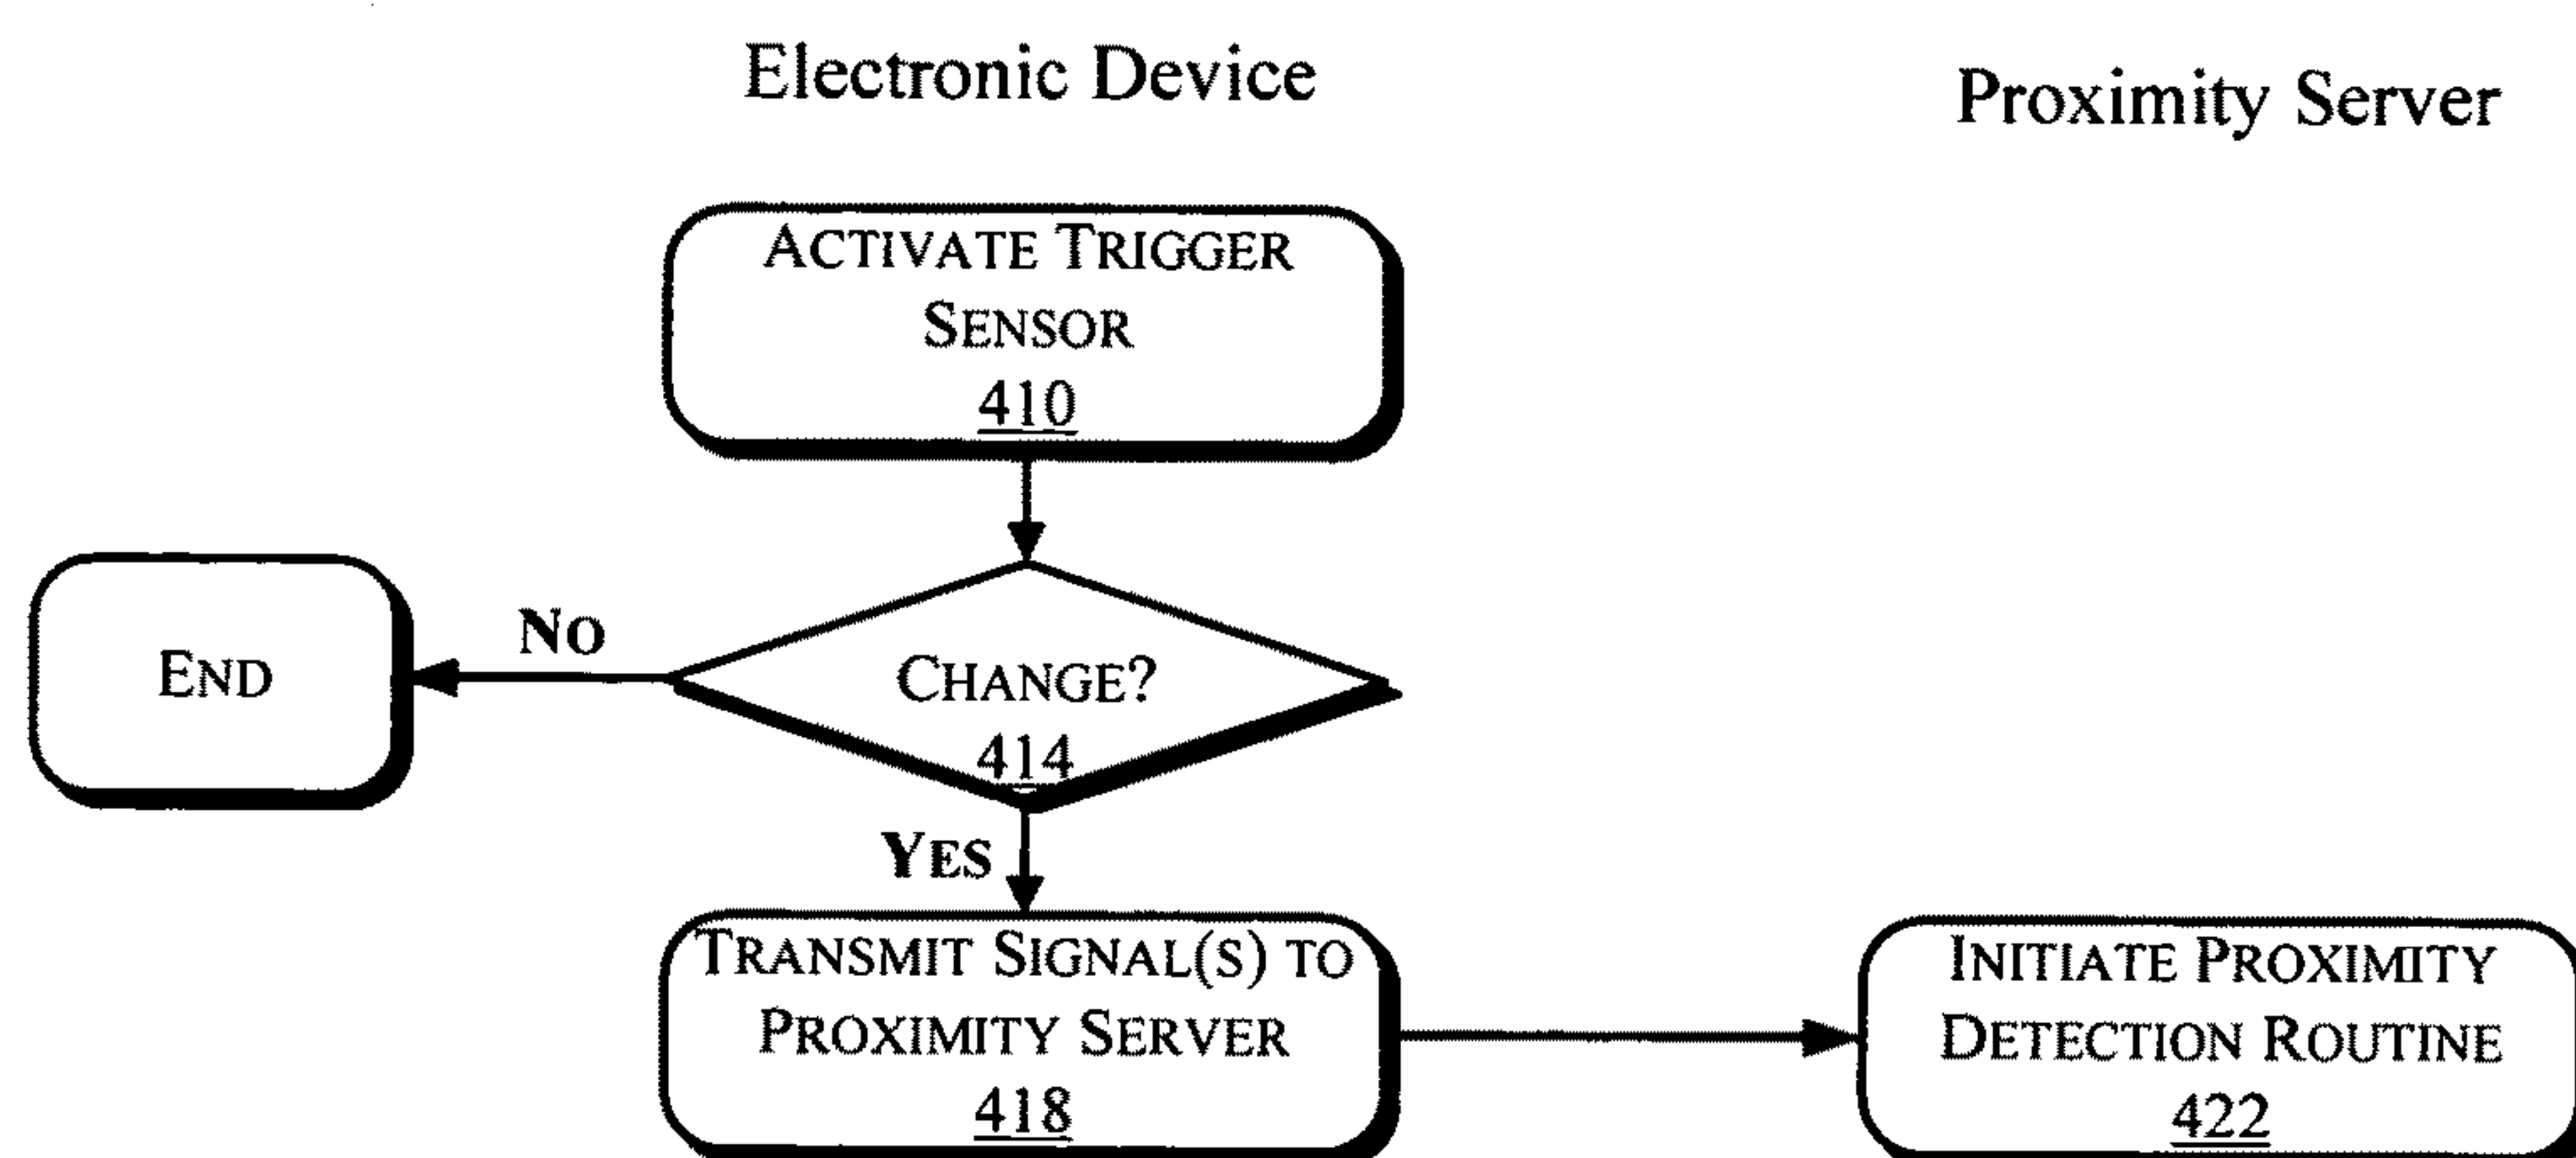 Electronic Device
Proximity Server
ACTIVATE TRIGGER
SENSOR
410
END
NO
CHANGE?
414
YES
TRANSMIT SIGNAL(S) TO
PROXIMITY SERVER
418
INITIATE PROXIMITY
DETECTION ROUTINE
422